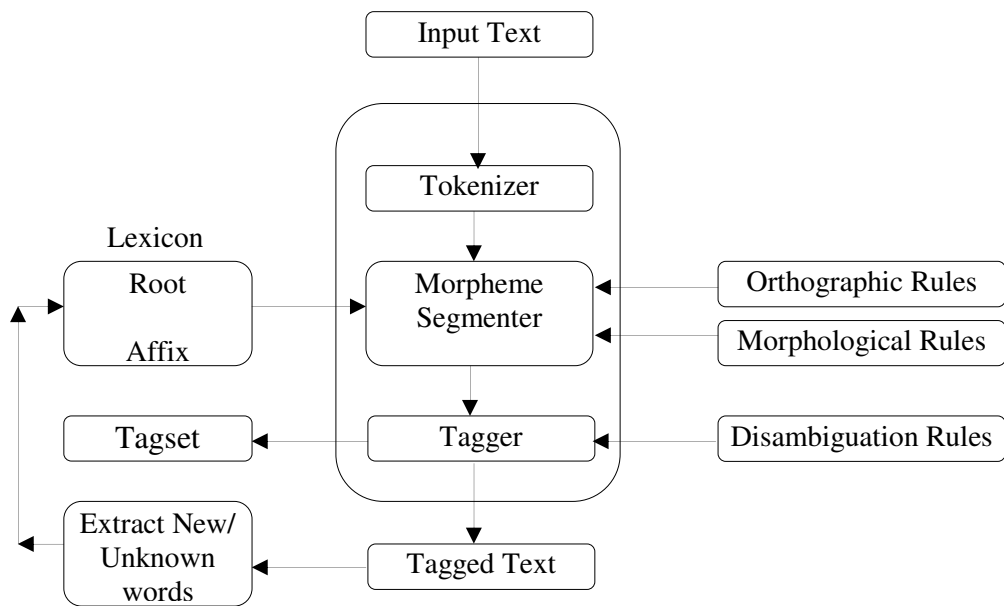 Input Text
Tokenizer
Lexicon
Root
Affix
Morpheme
Segmenter
Orthographic Rules
Morphological Rules
Tagset
Tagger
Disambiguation Rules
Extract New/
Unknown
words
Tagged Text